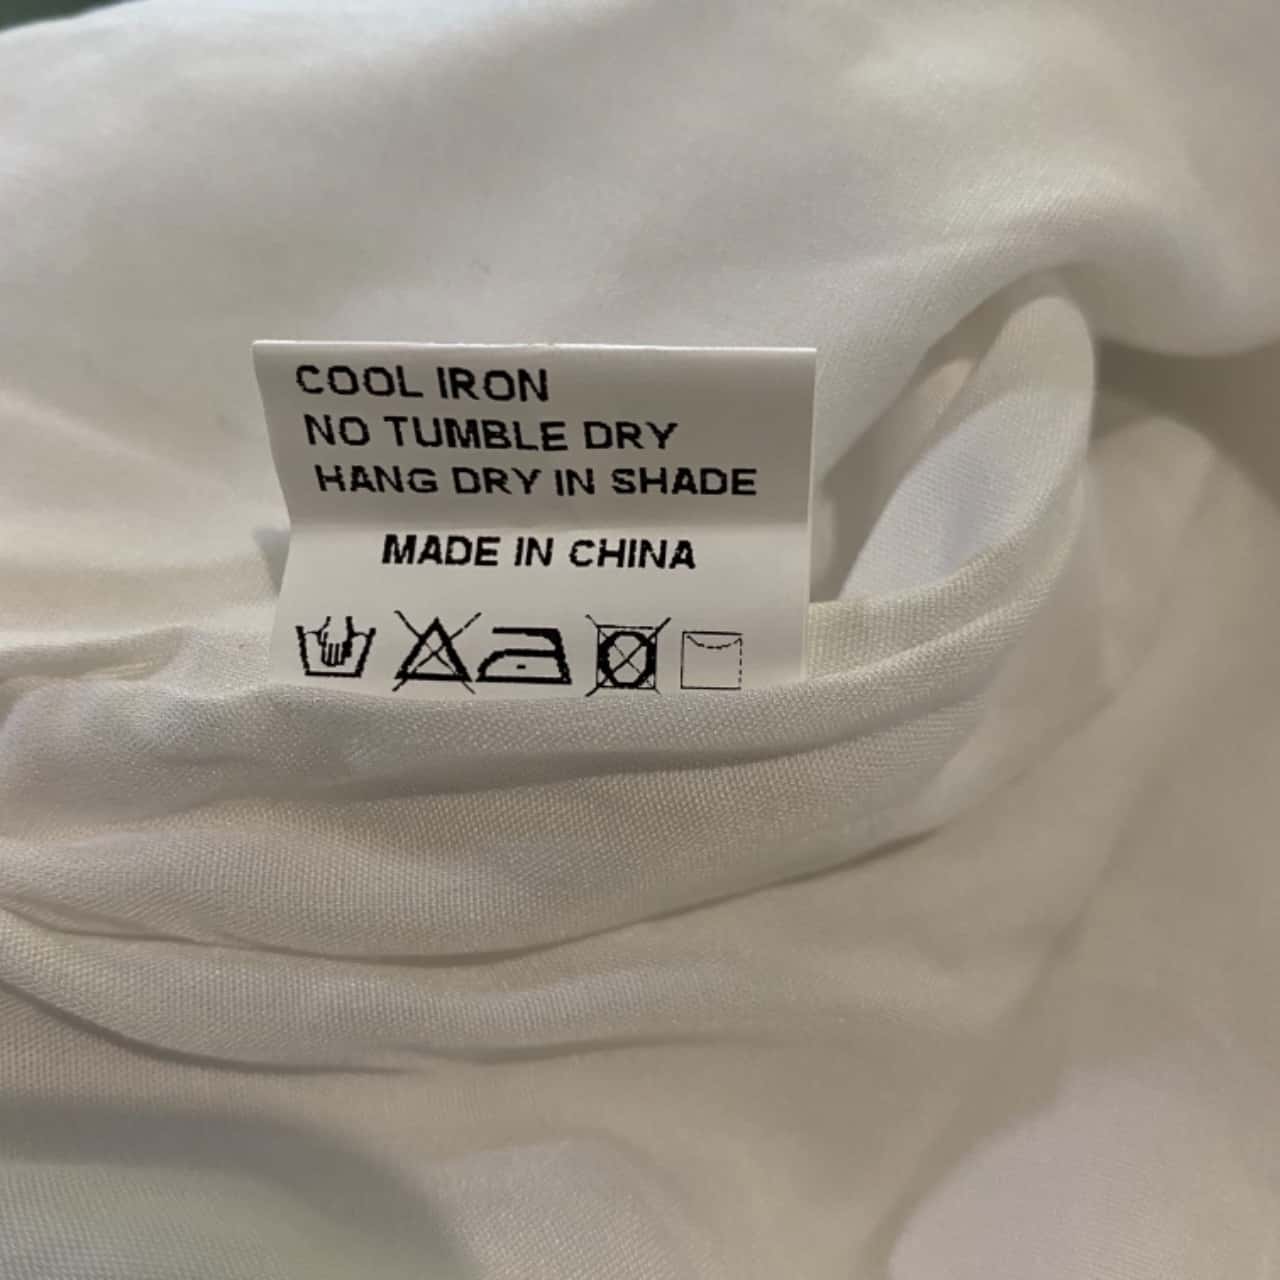 COOL IRON
NO TUMBLE DRY
HANG DRY IN SHADE
MADE IN CHINA